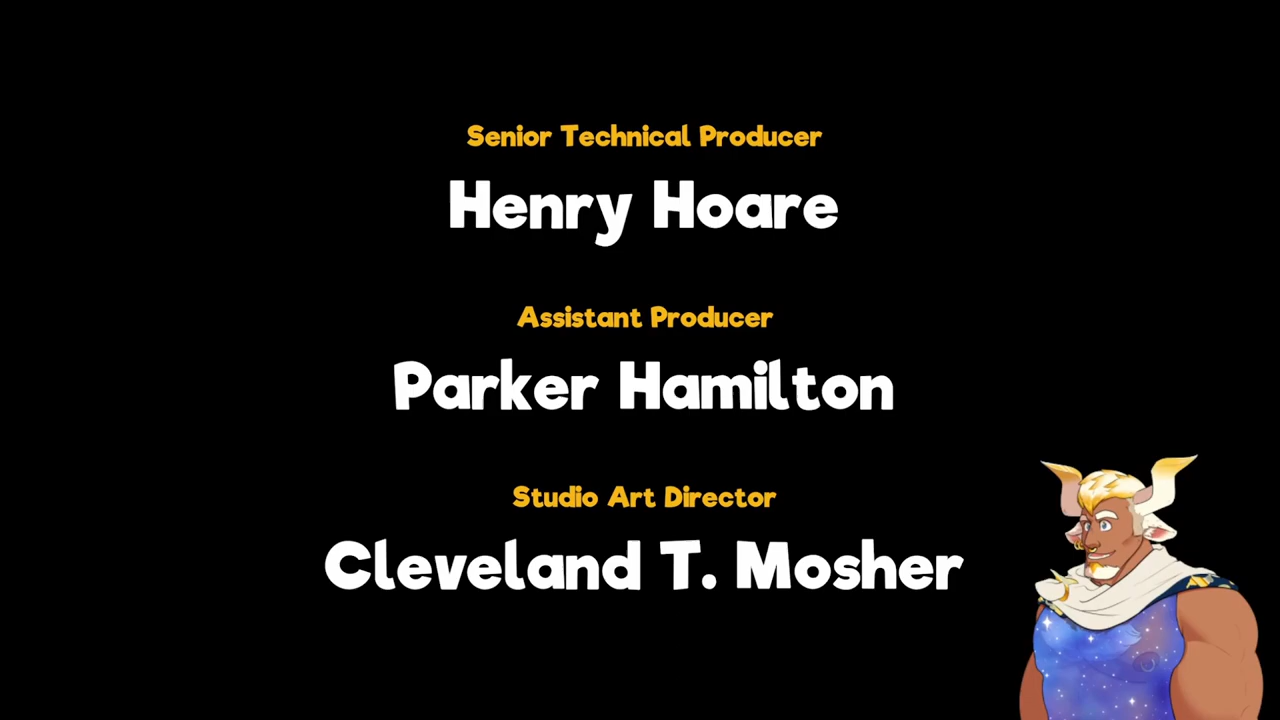 Senior Technical Producer
Henry Hoare
Assistant Producer
Parker Hamilton
Studio Art Director
Cleveland T. Mosher